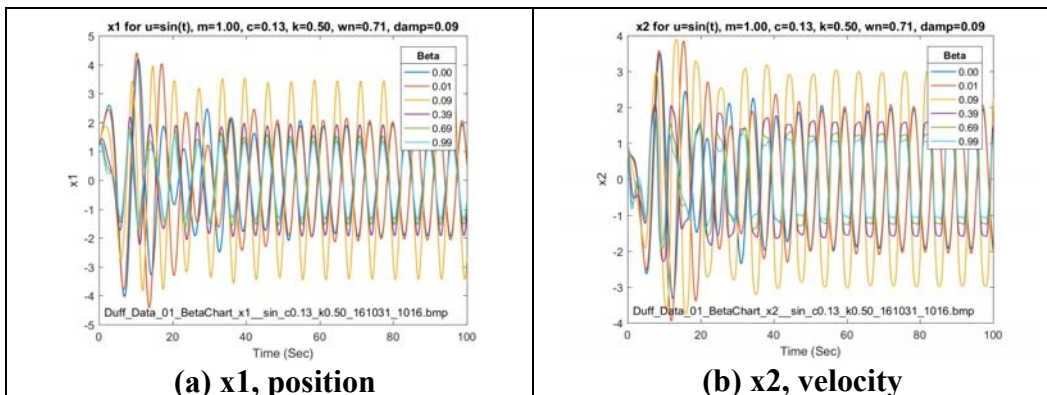 x1 for u=sin(t), m=1.00, c=0.13, k=0.50, wn=0.71, damp=0.09
5
4
3
2
1
0
-1
-2
-3
-4
-5
x1
Beta
0.00
0.01
0.09
0.39
0.69
0.99
Duff_Data_01_BetaChart_x1__sin_c0.13_k0.50_161031_1016.bmp
0 20 40 60 80 100
Time (Sec)
(a) x1, position
x2 for u=sin(t), m=1.00, c=0.13, k=0.50, wn=0.71, damp=0.09
4
3
2
1
0
-1
-2
-3
-4
x2
Beta
0.00
0.01
0.09
0.39
0.69
0.99
Duff_Data_01_BetaChart_x2__sin_c0.13_k0.50_161031_1016.bmp
0 20 40 60 80 100
Time (Sec)
(b) x2, velocity